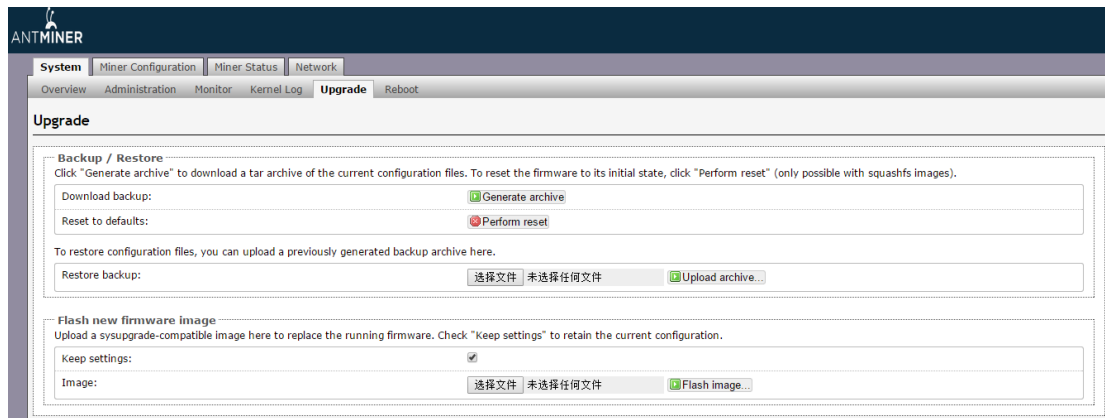 ANTMINER
System Miner Configuration Miner Status Network
Overview Administration Monitor Kernel Log Upgrade Reboot
Upgrade
Backup / Restore
Click "Generate archive" to download a tar archive of the current configuration files. To reset the firmware to its initial state, click "Perform reset" (only possible with squashfs images).
Download backup: Generate archive
Reset to defaults: Perform reset
To restore configuration files, you can upload a previously generated backup archive here.
Restore backup: 选择文件 未选择任何文件 Upload archive...
Flash new firmware image
Upload a sysupgrade-compatible image here to replace the running firmware. Check "Keep settings" to retain the current configuration.
Keep settings:
Image: 选择文件 未选择任何文件 Flash image...